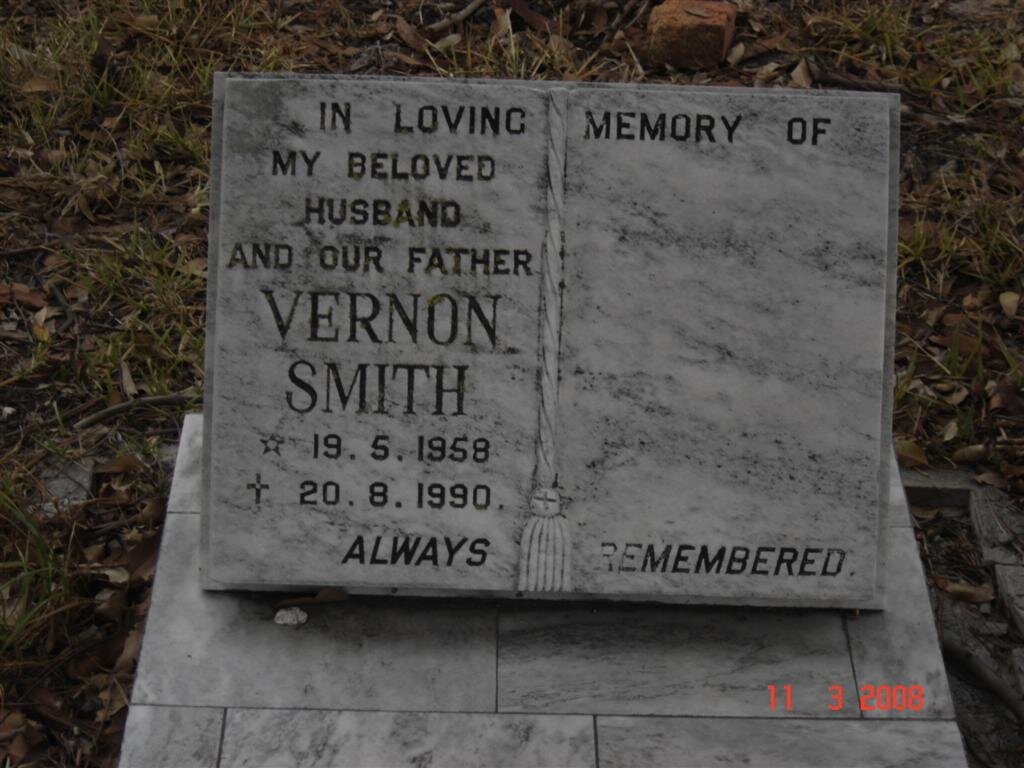 IN LOVING MEMORY OF
MY BELOVED
HUSBAND
AND OUR FATHER
VERNON
SMITH
☆ 19.5.1958
† 20.8.1990.
ALWAYS REMEMBERED.
11 3 2008